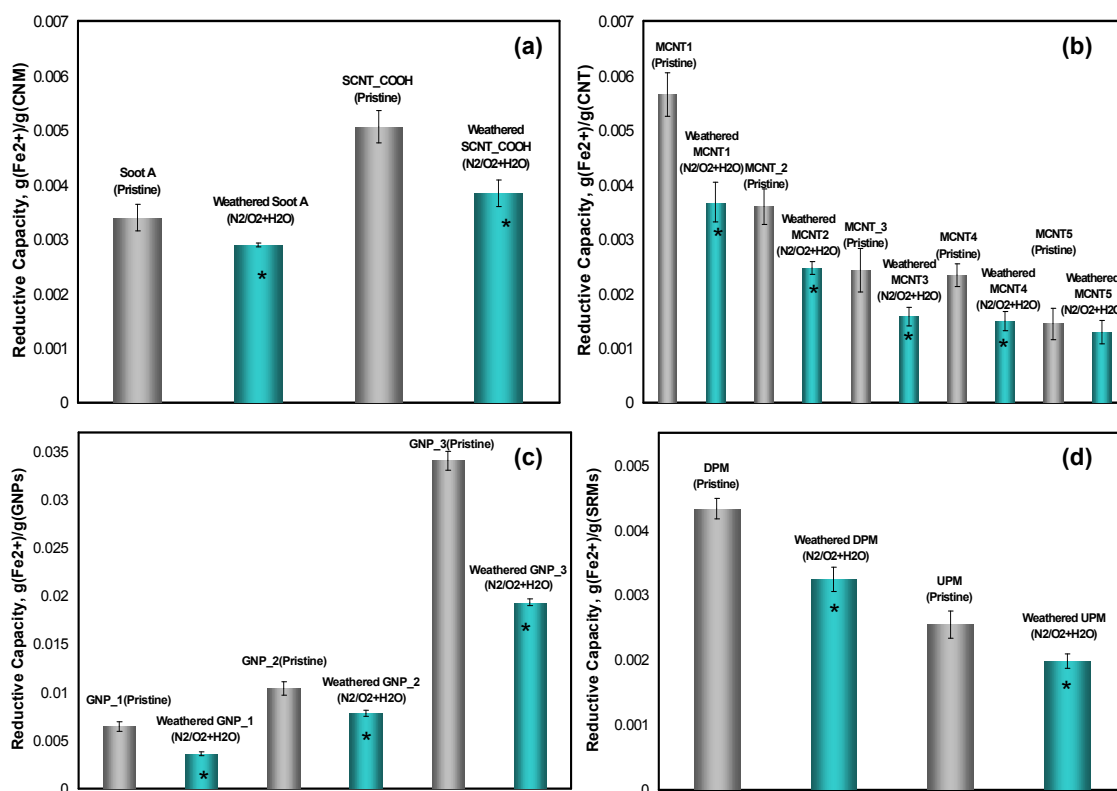 0.007
0.006
0.005
0.004
0.003
0.002
0.001
0
Reductive Capacity, g(Fe2+)/g(CNM)
(a)
Soot A
(Pristine)
Weathered Soot A
(N2/O2+H2O)
*
SCNT_COOH
(Pristine)
Weathered
SCNT_COOH
(N2/O2+H2O)
*
0.007
0.006
0.005
0.004
0.003
0.002
0.001
0
Reductive Capacity, g(Fe2+)/g(CNT)
(b)
MCNT1
(Pristine)
Weathered
MCNT1
(N2/O2+H2O)
*
MCNT_2
(Pristine)
Weathered
MCNT2
(N2/O2+H2O)
*
MCNT_3
(Pristine)
Weathered
MCNT3
(N2/O2+H2O)
*
MCNT4
(Pristine)
Weathered
MCNT4
(N2/O2+H2O)
*
MCNT5
(Pristine)
Weathered
MCNT5
(N2/O2+H2O
0.035
0.03
0.025
0.02
0.015
0.01
0.005
0
Reductive Capacity, g(Fe2+)/g(GNPs)
(c)
GNP_1(Pristine)
Weathered GNP_1
(N2/O2+H2O)
*
GNP_2(Pristine)
Weathered GNP_2
(N2/O2+H2O)
*
GNP_3(Pristine)
Weathered GNP_3
(N2/O2+H2O)
*
0.005
0.004
0.003
0.002
0.001
0
Reductive Capacity, g(Fe2+)/g(SRMs)
(d)
DPM
(Pristine)
Weathered DPM
(N2/O2+H2O)
*
UPM
(Pristine)
Weathered UPM
(N2/O2+H2O)
*